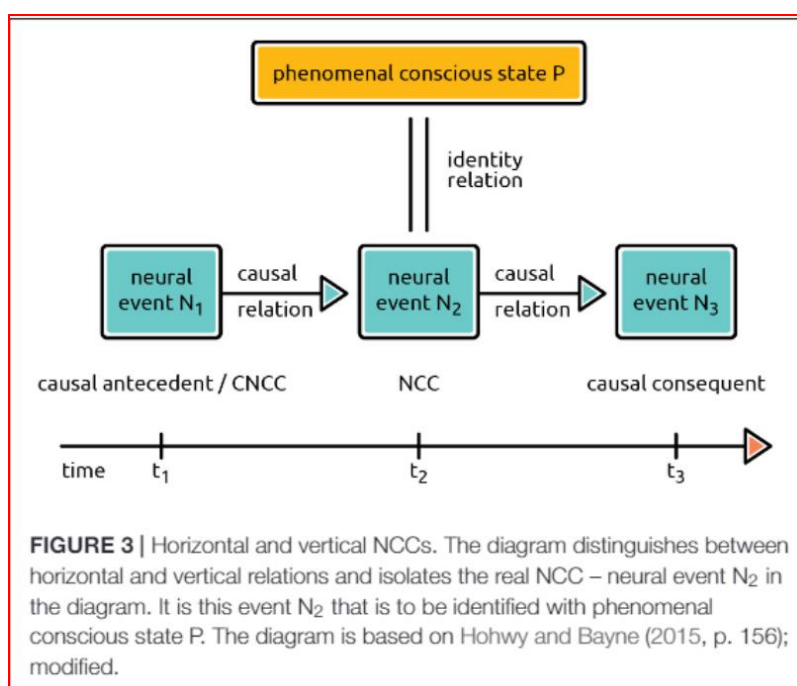 phenomenal conscious state P
identity
relation
neural
event N₁
causal
relation
neural
event N₂
causal
relation
neural
event N₃
causal antecedent / CNCC
NCC
causal consequent
time
t₁
t₂
t₃
FIGURE 3 | Horizontal and vertical NCCs. The diagram distinguishes between
horizontal and vertical relations and isolates the real NCC – neural event N₂ in
the diagram. It is this event N₂ that is to be identified with phenomenal
conscious state P. The diagram is based on Hohwy and Bayne (2015, p. 156);
modified.